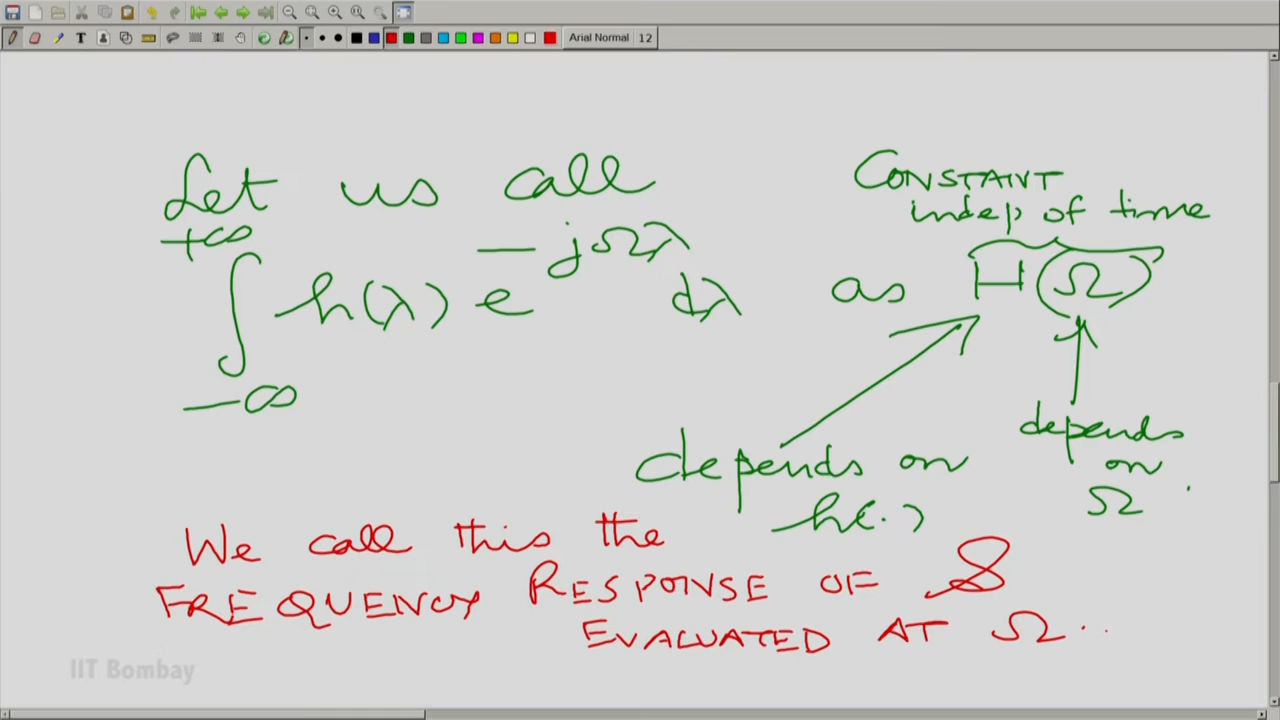 Arial Normal 12
Let us call
CONSTANT
indep of time
+∞
∫ h(λ) e^{-jΩλ} dλ as H(Ω)
-∞
depends on Ω
depends on h(.)
We call this the
FREQUENCY RESPONSE OF S
EVALUATED AT Ω..
IIT Bombay